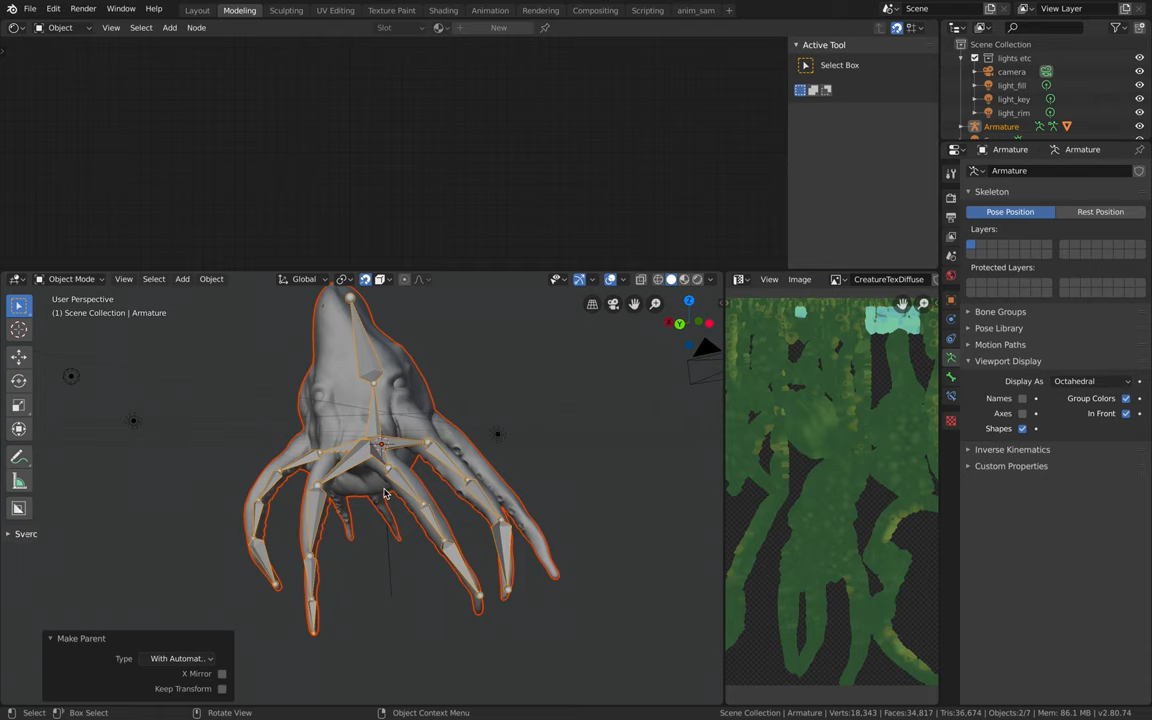 File Edit Render Window Help Layout Modeling Sculpting UV Editing Texture Paint Shading Animation Rendering Compositing Scripting anim_sam + Scene View Layer
Object View Select Add Node Slot New
Active Tool
Select Box
Scene Collection
lights etc
camera
light_fill
light_key
light_rim
Armature
Armature Armature
Armature
Skeleton
Pose Position Rest Position
Layers:
Protected Layers:
Bone Groups
Pose Library
Motion Paths
Viewport Display
Display As Octahedral
Names Group Colors
Axes In Front
Shapes
Inverse Kinematics
Custom Properties
Object Mode View Select Add Object Global
User Perspective
(1) Scene Collection | Armature
View Image CreatureTexDiffuse
Sverc
Make Parent
Type With Automat..
X Mirror
Keep Transform
Select Box Select Rotate View Object Context Menu
Scene Collection | Armature | Verts:18,343 | Faces:34,817 | Tris:36,674 | Objects:2/7 | Mem: 86.1 MB | v2.80.74